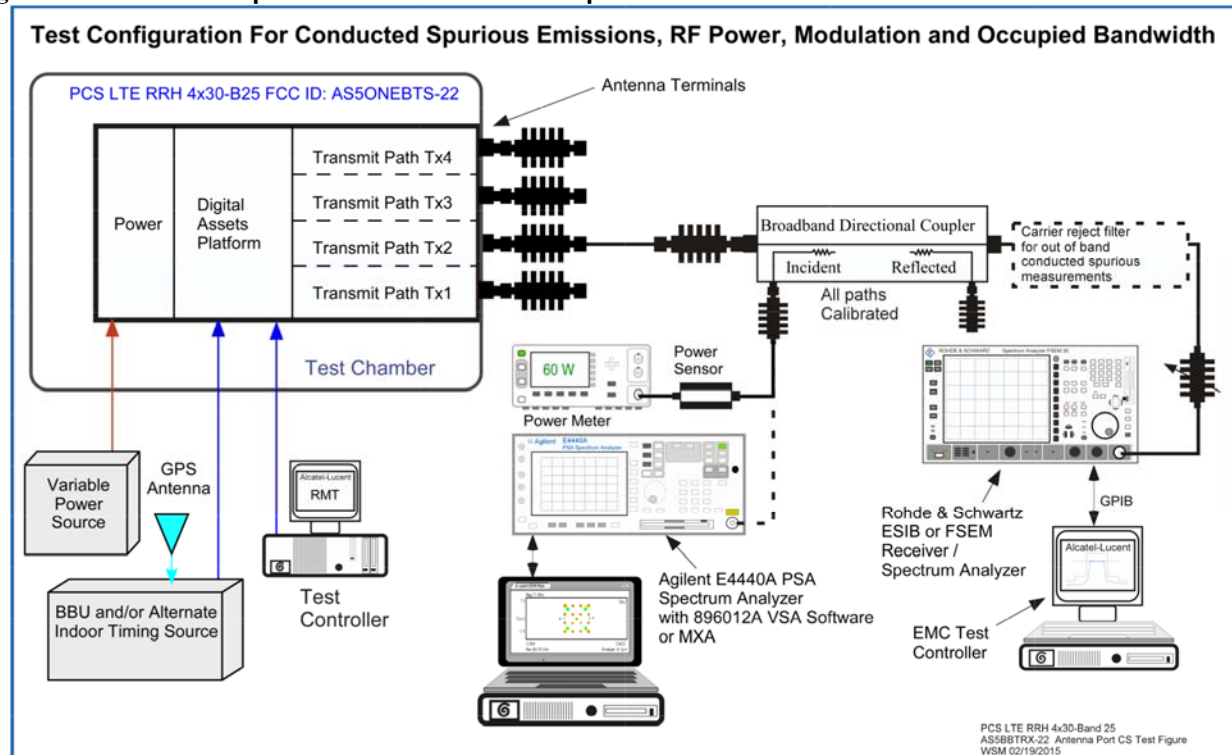 Test Configuration For Conducted Spurious Emissions, RF Power, Modulation and Occupied Bandwidth
PCS LTE RRH 4x30-B25 FCC ID: AS5ONEBTS-22
Antenna Terminals
Power
Digital
Assets
Platform
Transmit Path Tx4
Transmit Path Tx3
Transmit Path Tx2
Transmit Path Tx1
Test Chamber
Broadband Directional Coupler
Incident
Reflected
All paths
Calibrated
Carrier reject filter
for out of band
conducted spurious
measurements
60 W
Power
Sensor
Power Meter
Agilent
E4440A
PSA Spectrum Analyzer
ROHDE & SCHWARZ
Spectrum Analyzer FSEM 30
Variable
Power
Source
GPS
Antenna
Alcatel-Lucent
RMT
Test
Controller
BBU and/or Alternate
Indoor Timing Source
Agilent E4440A PSA
Spectrum Analyzer
with 896012A VSA Software
or MXA
Rohde & Schwartz
ESIB or FSEM
Receiver /
Spectrum Analyzer
GPIB
Alcatel-Lucent
EMC Test
Controller
PCS LTE RRH 4x30-Band 25
AS5BBTRX-22 Antenna Port CS Test Figure
WSM 02/19/2015